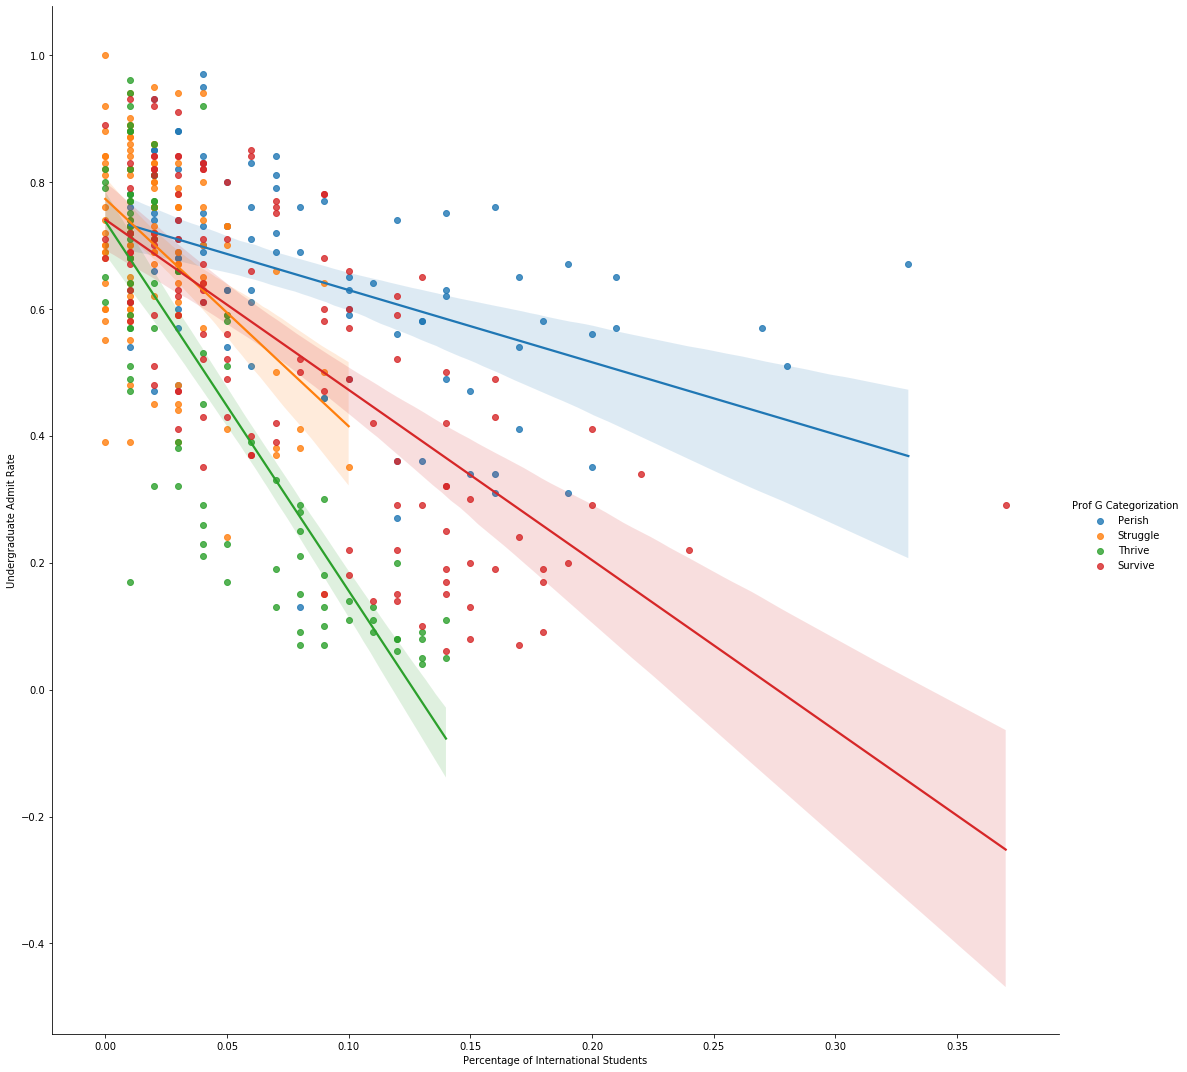 1.0
0.8
0.6
0.4
0.2
0.0
−0.2
−0.4
Undergraduate Admit Rate
0.00 0.05 0.10 0.15 0.20 0.25 0.30 0.35
Percentage of International Students
Prof G Categorization
Perish
Struggle
Thrive
Survive